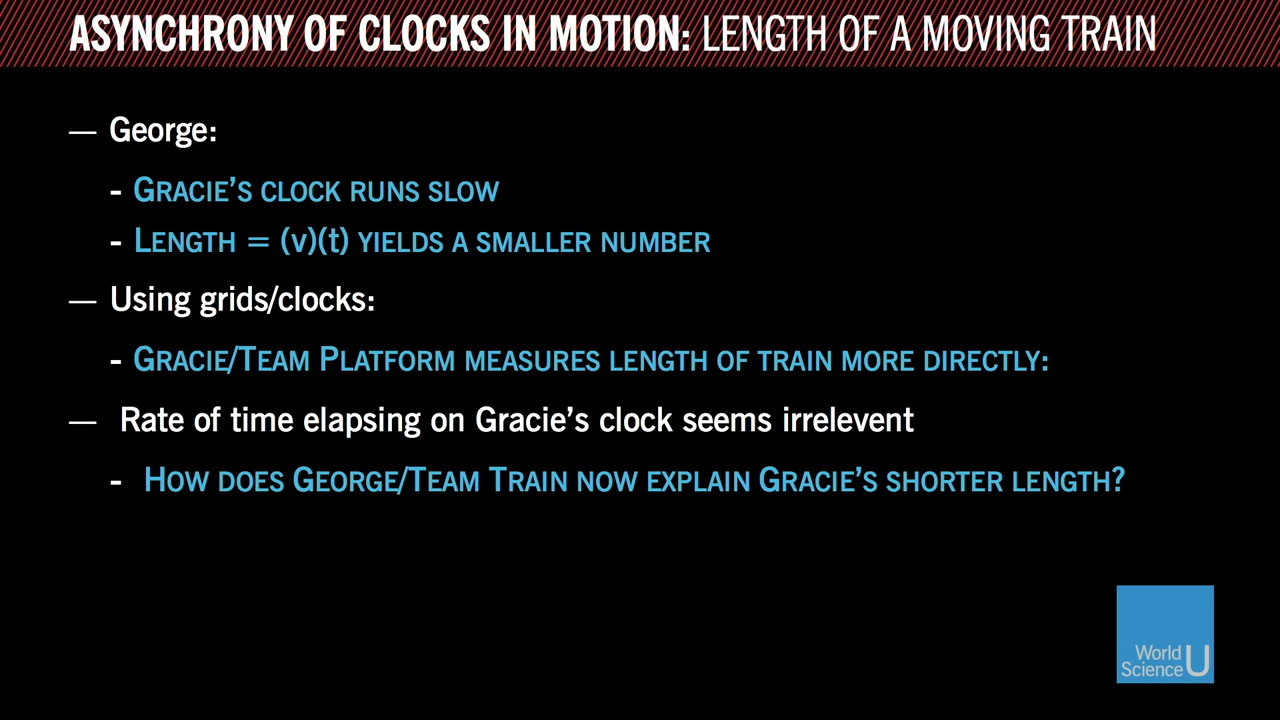 ASYNCHRONY OF CLOCKS IN MOTION: LENGTH OF A MOVING TRAIN
— George:
- GRACIE'S CLOCK RUNS SLOW
- LENGTH = (v)(t) YIELDS A SMALLER NUMBER
— Using grids/clocks:
- GRACIE/TEAM PLATFORM MEASURES LENGTH OF TRAIN MORE DIRECTLY:
— Rate of time elapsing on Gracie's clock seems irrelevent
- HOW DOES GEORGE/TEAM TRAIN NOW EXPLAIN GRACIE'S SHORTER LENGTH?
World
Science U